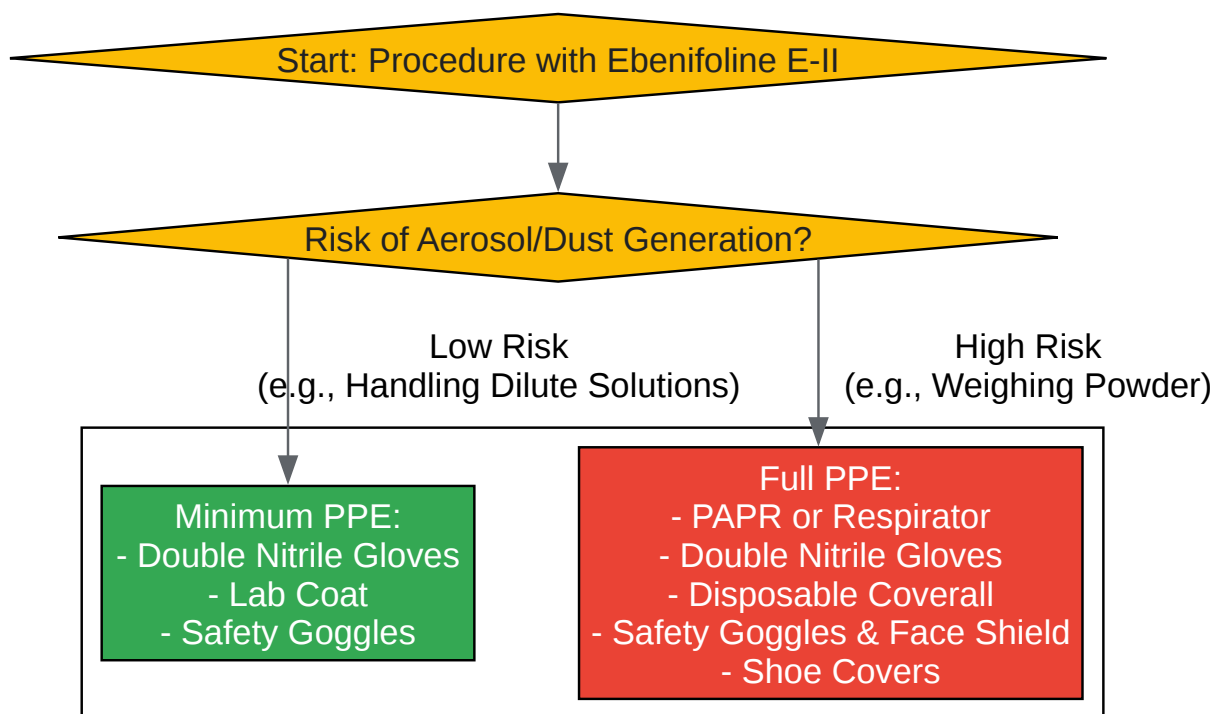 Start: Procedure with Ebenifoline E-II
Risk of Aerosol/Dust Generation?
Low Risk
(e.g., Handling Dilute Solutions)
High Risk
(e.g., Weighing Powder)
Minimum PPE:
- Double Nitrile Gloves
- Lab Coat
- Safety Goggles
Full PPE:
- PAPR or Respirator
- Double Nitrile Gloves
- Disposable Coverall
- Safety Goggles & Face Shield
- Shoe Covers